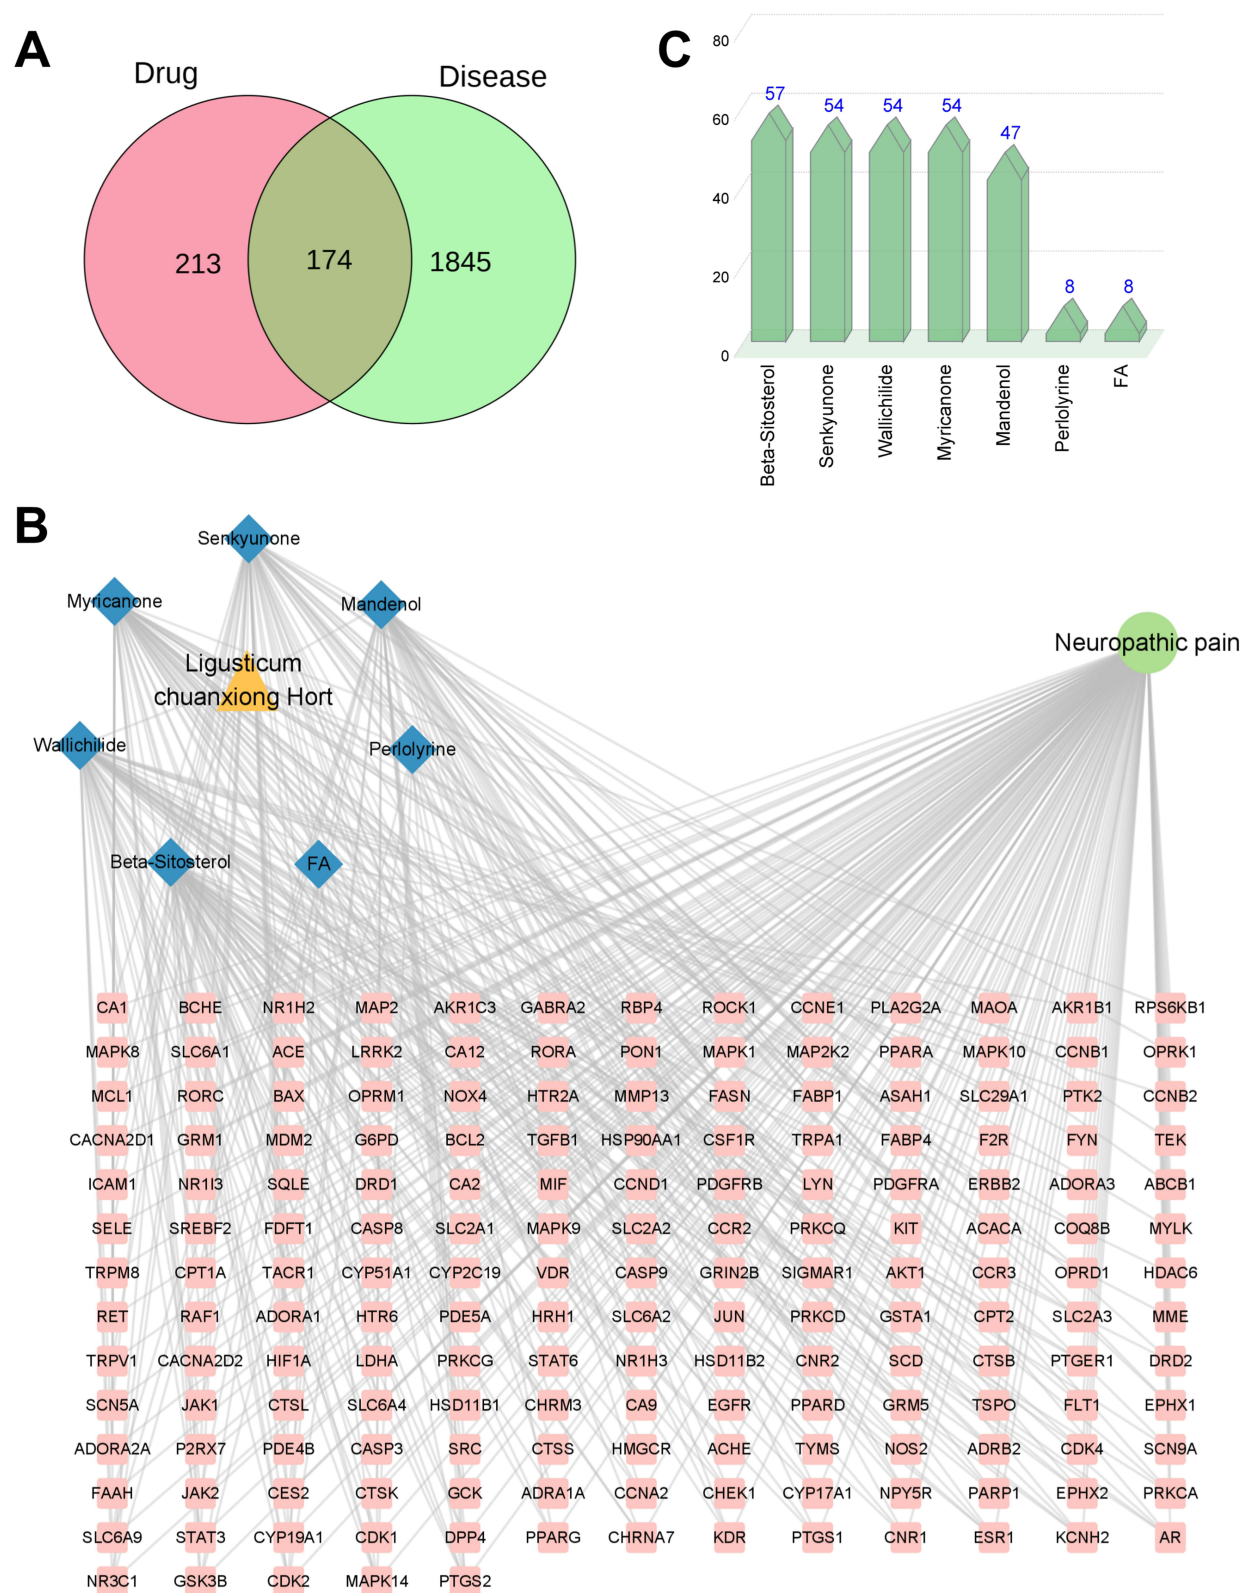 A
Drug
Disease
213
174
1845
C
80
60
40
20
0
57
54
54
54
47
8
8
Beta-Sitosterol
Senkyunone
Wallichilide
Myricanone
Mandenol
Perlolyrine
FA
B
Senkyunone
Myricanone
Mandenol
Ligusticum
chuanxiong Hort
Neuropathic pain
Wallichilide
Perlolyrine
Beta-Sitosterol
FA
CA1 BCHE NR1H2 MAP2 AKR1C3 GABRA2 RBP4 ROCK1 CCNE1 PLA2G2A MAOA AKR1B1 RPS6KB1
MAPK8 SLC6A1 ACE LRRK2 CA12 RORA PON1 MAPK1 MAP2K2 PPARA MAPK10 CCNB1 OPRK1
MCL1 RORC BAX OPRM1 NOX4 HTR2A MMP13 FASN FABP1 ASAH1 SLC29A1 PTK2 CCNB2
CACNA2D1 GRM1 MDM2 G6PD BCL2 TGFB1 HSP90AA1 CSF1R TRPA1 FABP4 F2R FYN TEK
ICAM1 NR1I3 SQLE DRD1 CA2 MIF CCND1 PDGFRB LYN PDGFRA ERBB2 ADORA3 ABCB1
SELE SREBF2 FDFT1 CASP8 SLC2A1 MAPK9 SLC2A2 CCR2 PRKCQ KIT ACACA COQ8B MYLK
TRPM8 CPT1A TACR1 CYP51A1 CYP2C19 VDR CASP9 GRIN2B SIGMAR1 AKT1 CCR3 OPRD1 HDAC6
RET RAF1 ADORA1 HTR6 PDE5A HRH1 SLC6A2 JUN PRKCD GSTA1 CPT2 SLC2A3 MME
TRPV1 CACNA2D2 HIF1A LDHA PRKCG STAT6 NR1H3 HSD11B2 CNR2 SCD CTSB PTGER1 DRD2
SCN5A JAK1 CTSL SLC6A4 HSD11B1 CHRM3 CA9 EGFR PPARD GRM5 TSPO FLT1 EPHX1
ADORA2A P2RX7 PDE4B CASP3 SRC CTSS HMGCR ACHE TYMS NOS2 ADRB2 CDK4 SCN9A
FAAH JAK2 CES2 CTSK GCK ADRA1A CCNA2 CHEK1 CYP17A1 NPY5R PARP1 EPHX2 PRKCA
SLC6A9 STAT3 CYP19A1 CDK1 DPP4 PPARG CHRNA7 KDR PTGS1 CNR1 ESR1 KCNH2 AR
NR3C1 GSK3B CDK2 MAPK14 PTGS2